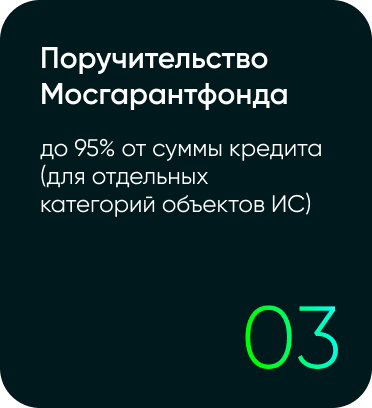 Поручительство
Мосгарантфонда
до 95% от суммы кредита
(для отдельных
категорий объектов ИС)
03